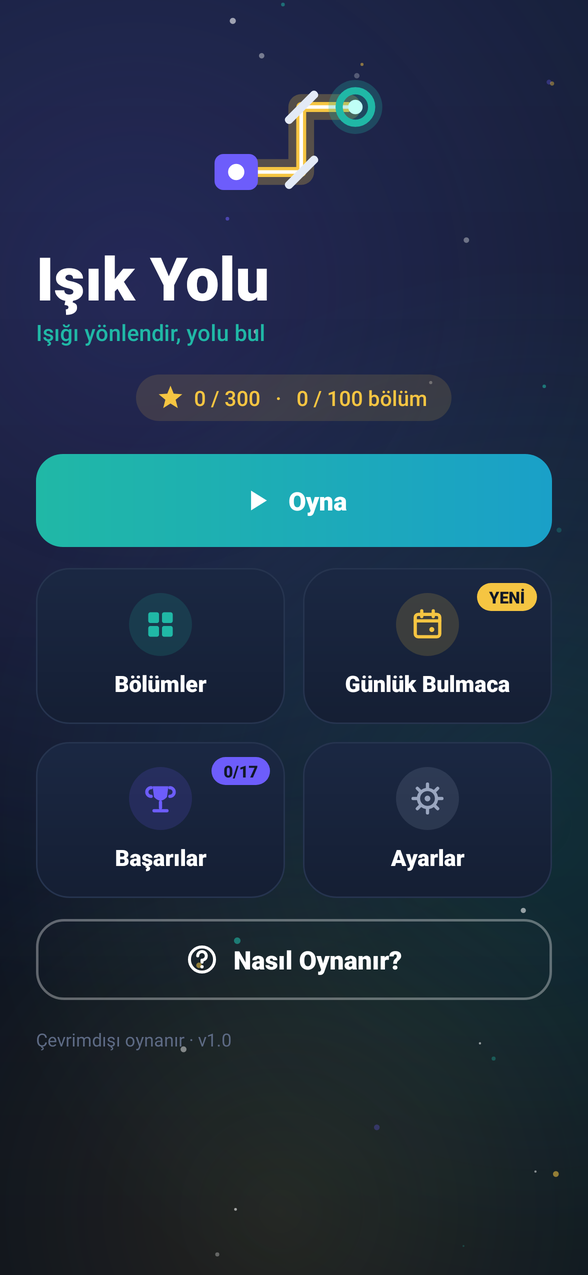 Işık Yolu
Işığı yönlendir, yolu bul
0 / 300 · 0 / 100 bölüm
Oyna
Bölümler
YENİ
Günlük Bulmaca
0/17
Başarılar
Ayarlar
Nasıl Oynanır?
Çevrimdışı oynanır · v1.0